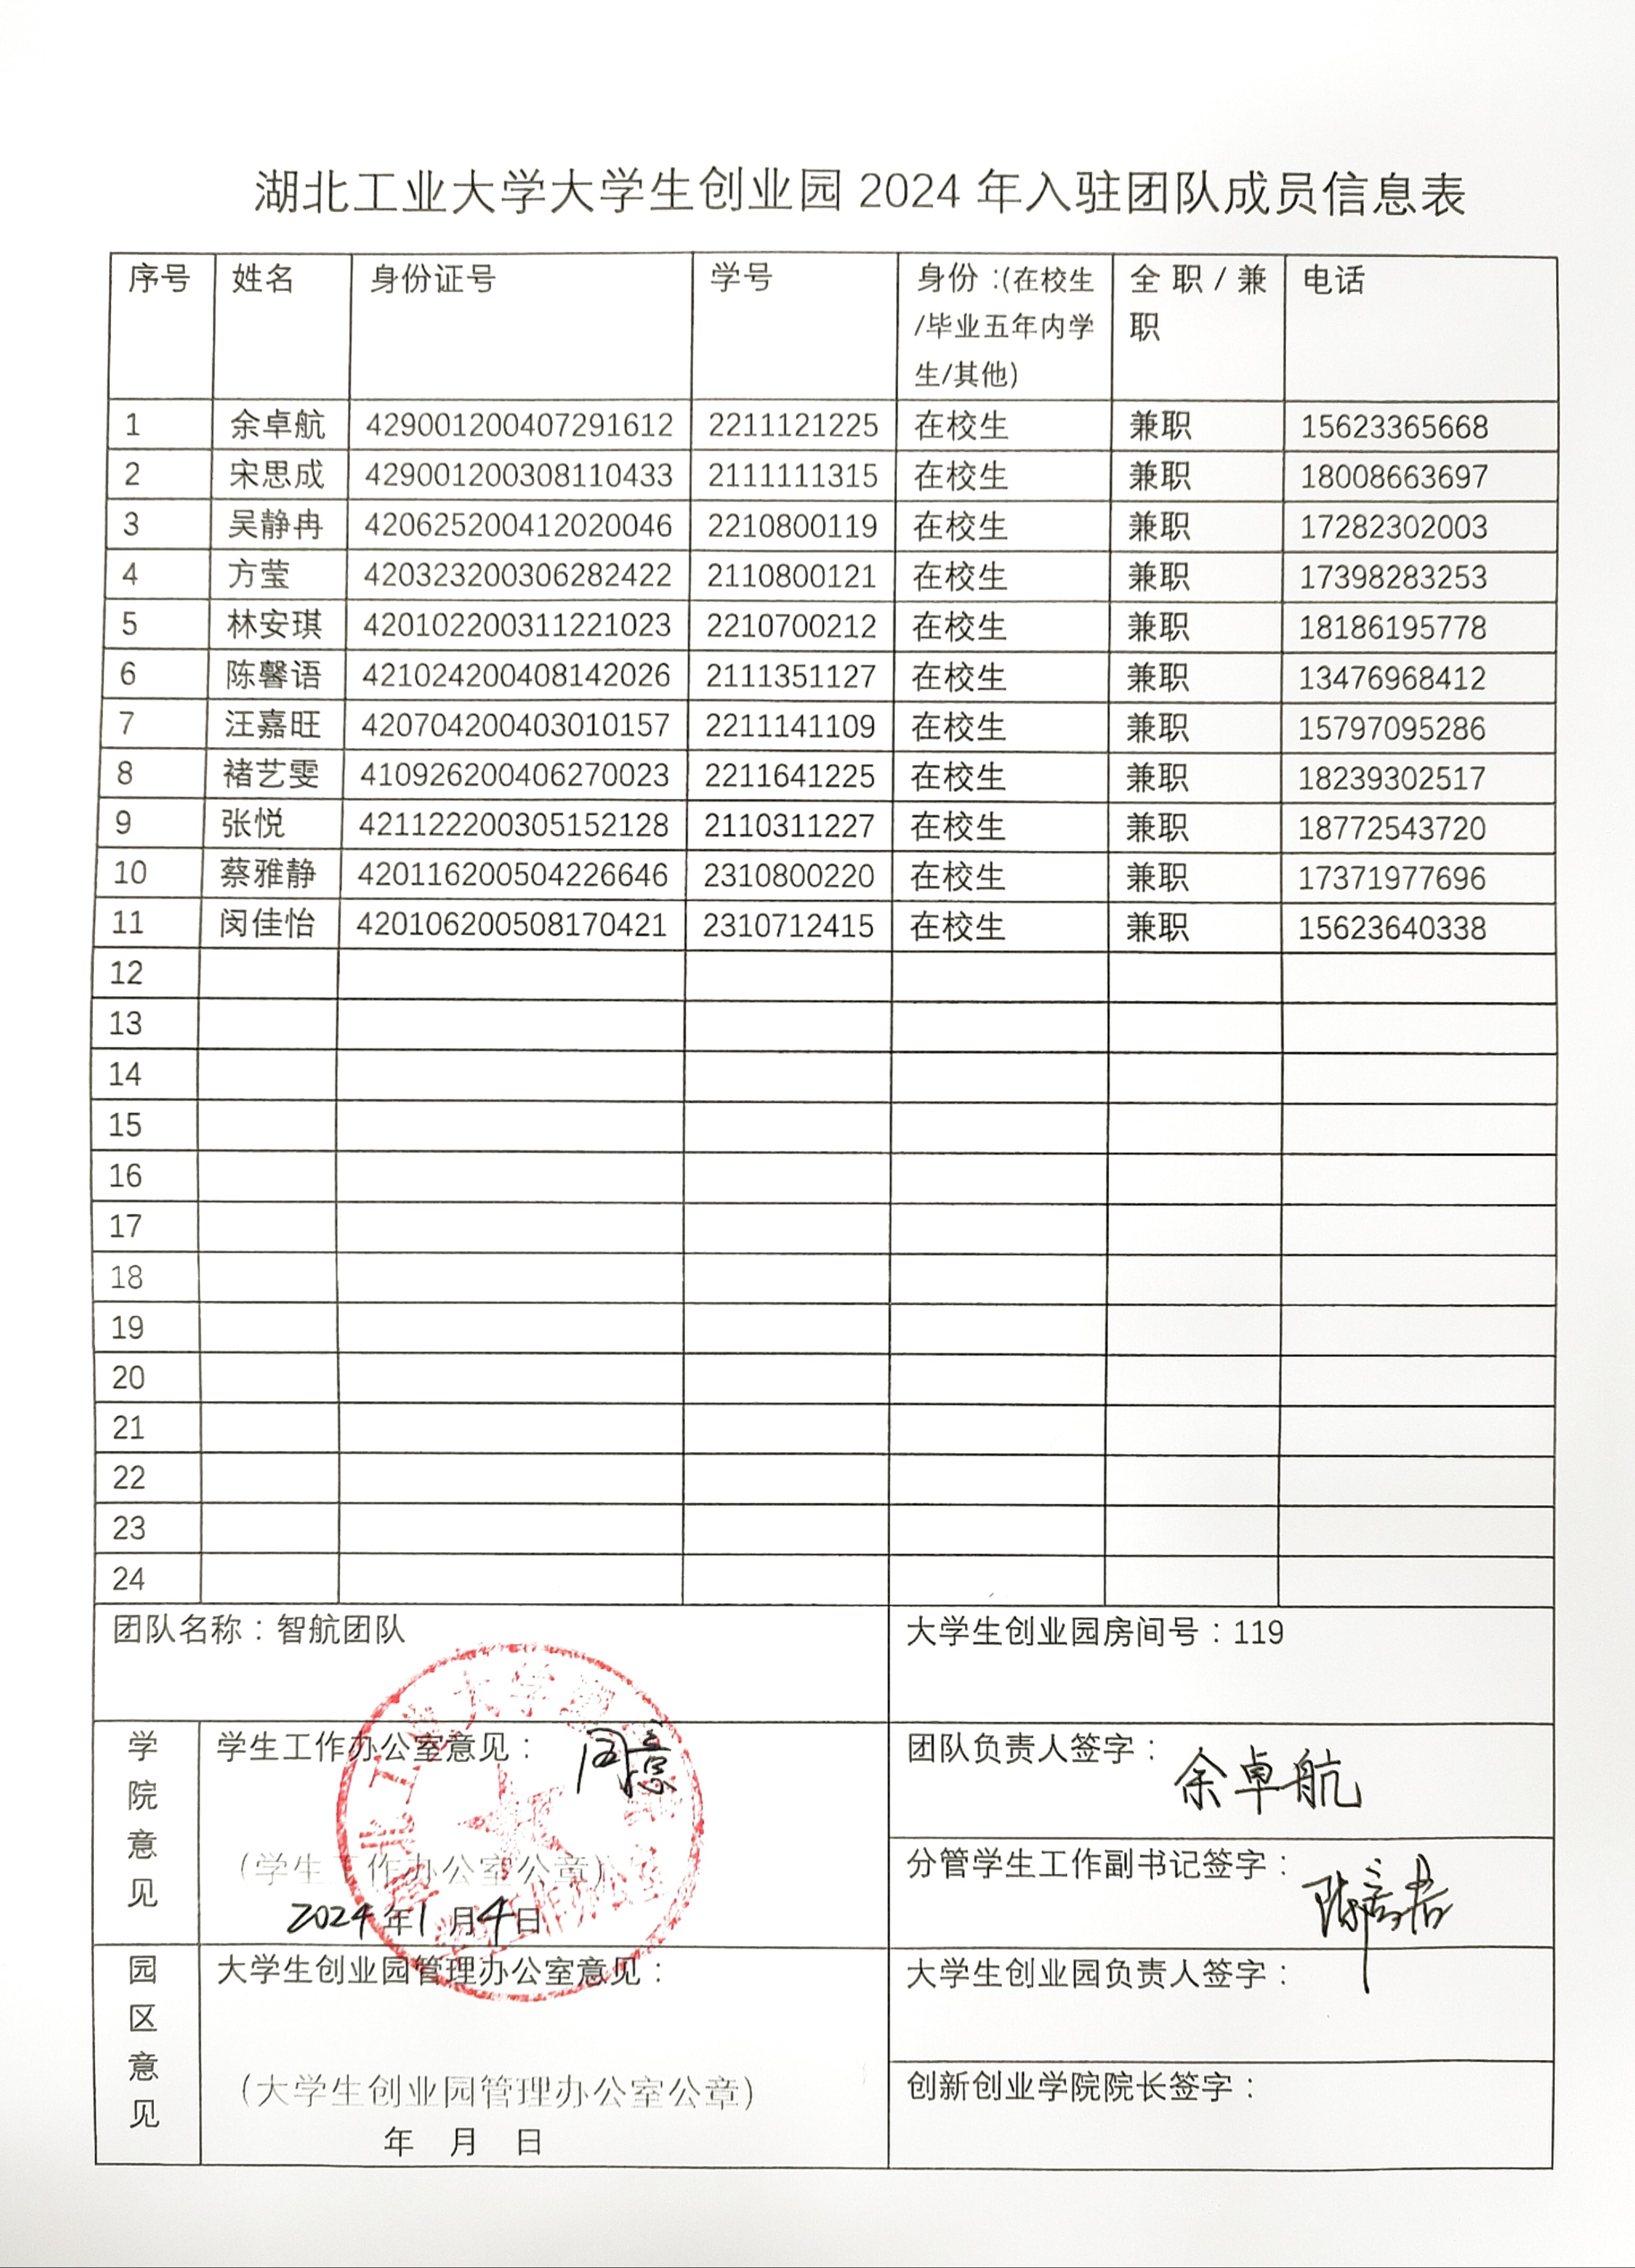 湖北工业大学大学生创业园 2024 年入驻团队成员信息表
序号 姓名 身份证号 学号 身份：(在校生/毕业五年内学生/其他) 全职/兼职 电话
1 余卓航 429001200407291612 2211121225 在校生 兼职 15623365668
2 宋思成 429001200308110433 2111111315 在校生 兼职 18008663697
3 吴静冉 420625200412020046 2210800119 在校生 兼职 17282302003
4 方莹 420323200306282422 2110800121 在校生 兼职 17398283253
5 林安琪 420102200311221023 2210700212 在校生 兼职 18186195778
6 陈馨语 421024200408142026 2111351127 在校生 兼职 13476968412
7 汪嘉旺 420704200403010157 2211141109 在校生 兼职 15797095286
8 褚艺雯 410926200406270023 2211641225 在校生 兼职 18239302517
9 张悦 421122200305152128 2110311227 在校生 兼职 18772543720
10 蔡雅静 420116200504226646 2310800220 在校生 兼职 17371977696
11 闵佳怡 420106200508170421 2310712415 在校生 兼职 15623640338
12
13
14
15
16
17
18
19
20
21
22
23
24
团队名称：智航团队 大学生创业园房间号：119
学院意见
学生工作办公室意见： 同意
（学生工作办公室公章）
2024年1月4日
团队负责人签字： 余卓航
分管学生工作副书记签字：
园区意见
大学生创业园管理办公室意见：
（大学生创业园管理办公室公章）
年 月 日
大学生创业园负责人签字：
创新创业学院院长签字：